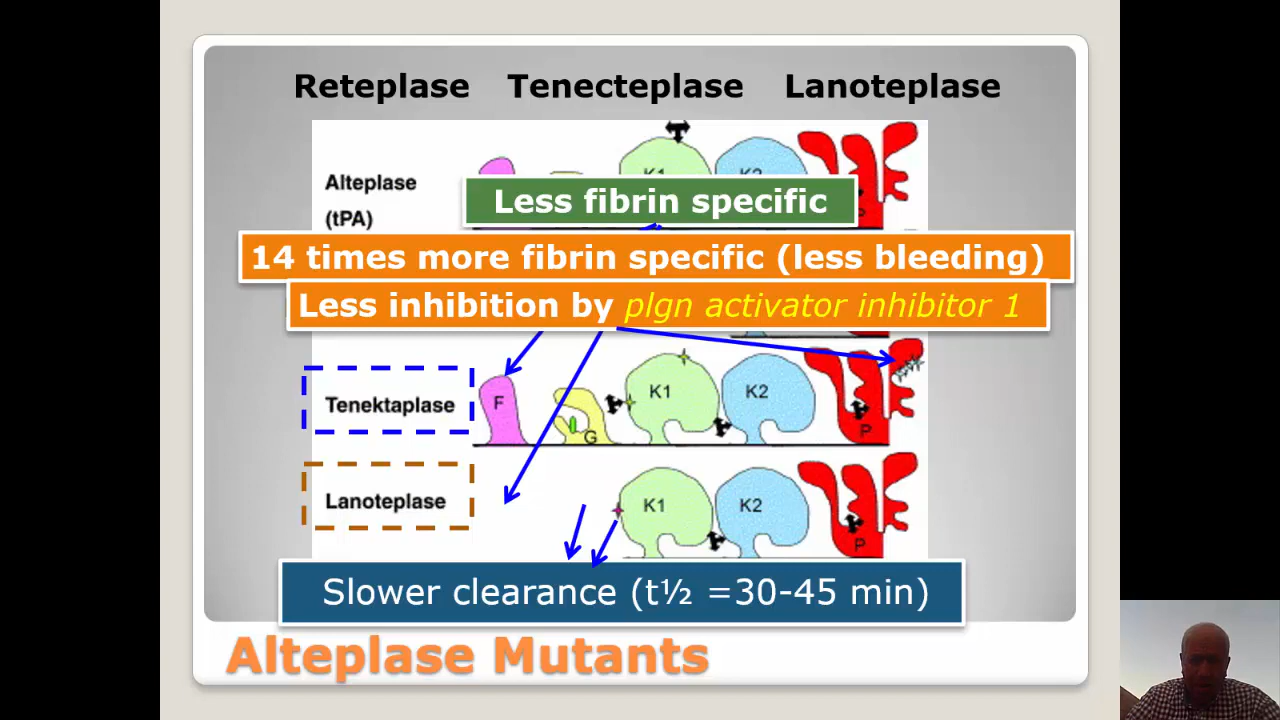 Reteplase Tenecteplase Lanoteplase
Alteplase
(tPA)
Less fibrin specific
14 times more fibrin specific (less bleeding)
Less inhibition by plgn activator inhibitor 1
Tenektaplase
F
G
K1
K2
P
Lanoteplase
K1
K2
P
Slower clearance (t½ =30-45 min)
Alteplase Mutants